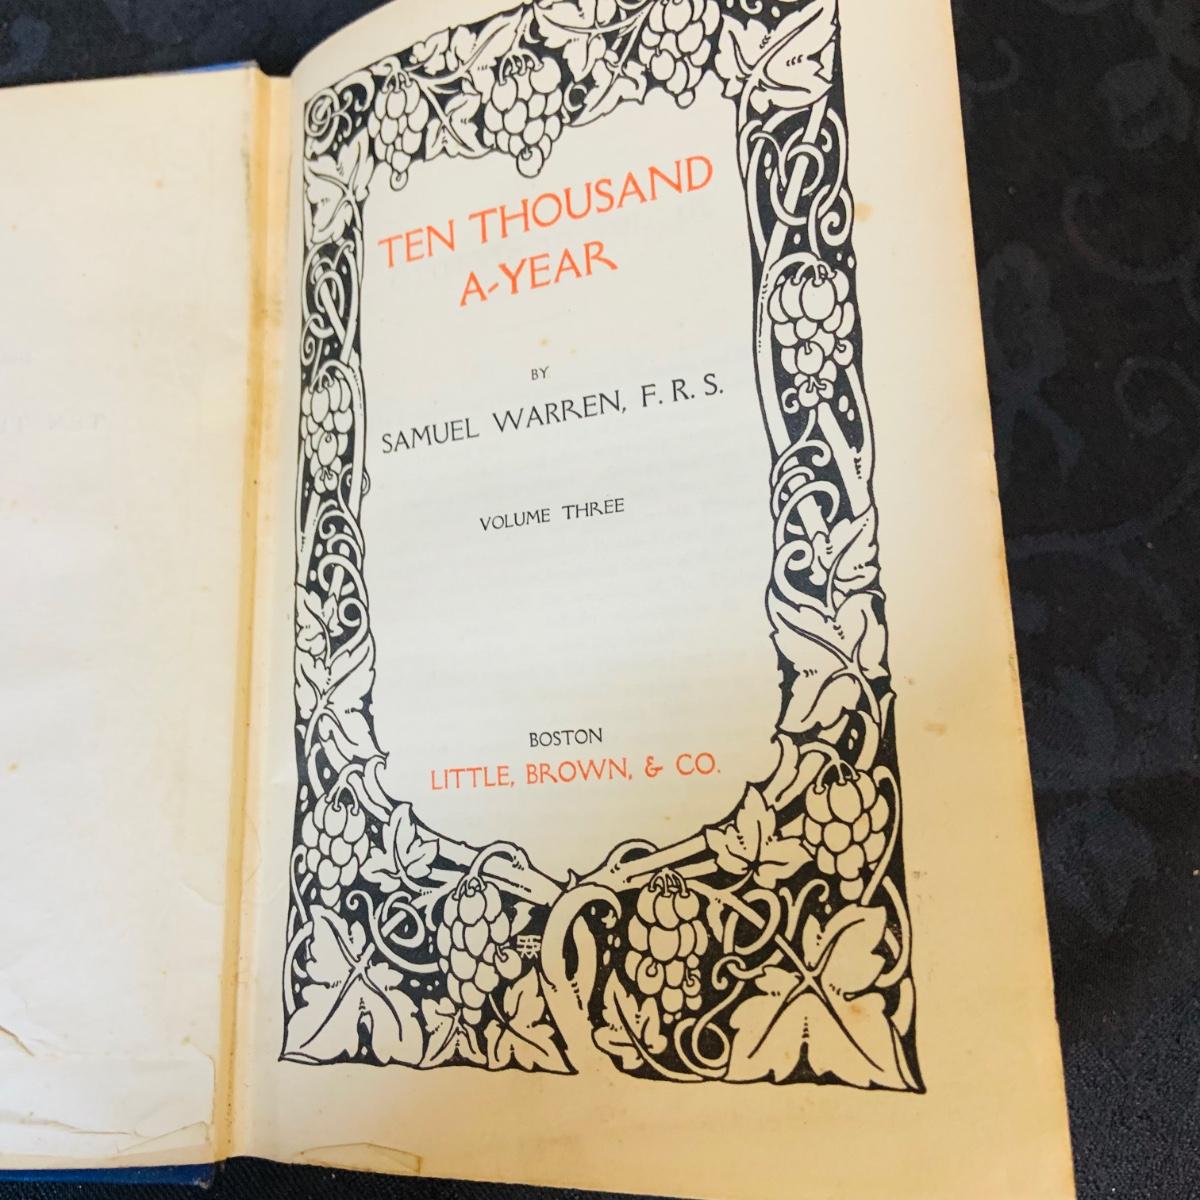 TEN THOUSAND
A-YEAR
BY
SAMUEL WARREN, F. R. S.
VOLUME THREE
BOSTON
LITTLE, BROWN, & CO.